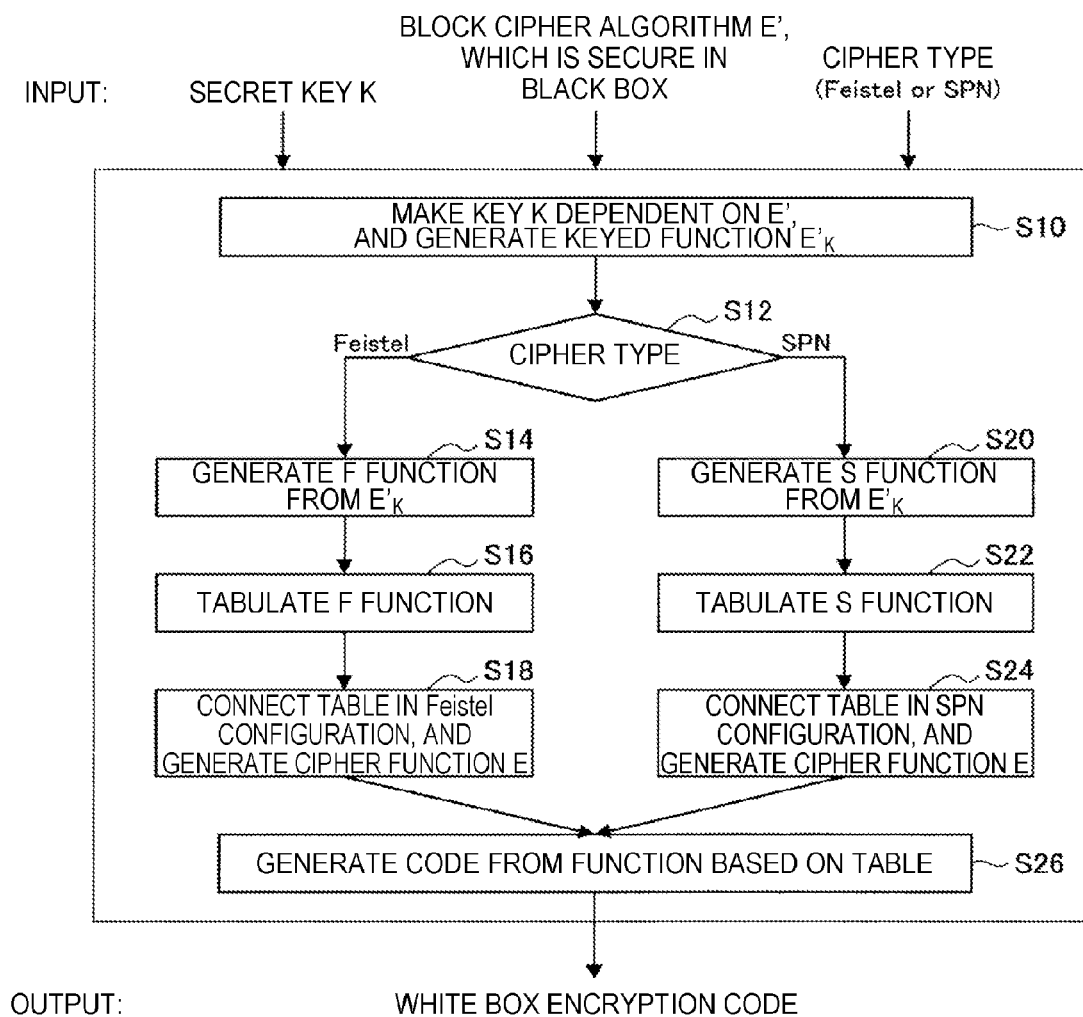 BLOCK CIPHER ALGORITHM E’,
WHICH IS SECURE IN
BLACK BOX
CIPHER TYPE
(Feistel or SPN)
INPUT:
SECRET KEY K
MAKE KEY K DEPENDENT ON E’,
AND GENERATE KEYED FUNCTION E’K
S10
S12
Feistel
CIPHER TYPE
SPN
S14
GENERATE F FUNCTION
FROM E’K
S20
GENERATE S FUNCTION
FROM E’K
S16
TABULATE F FUNCTION
S22
TABULATE S FUNCTION
S18
CONNECT TABLE IN Feistel
CONFIGURATION, AND
GENERATE CIPHER FUNCTION E
S24
CONNECT TABLE IN SPN
CONFIGURATION, AND
GENERATE CIPHER FUNCTION E
GENERATE CODE FROM FUNCTION BASED ON TABLE
S26
OUTPUT:
WHITE BOX ENCRYPTION CODE